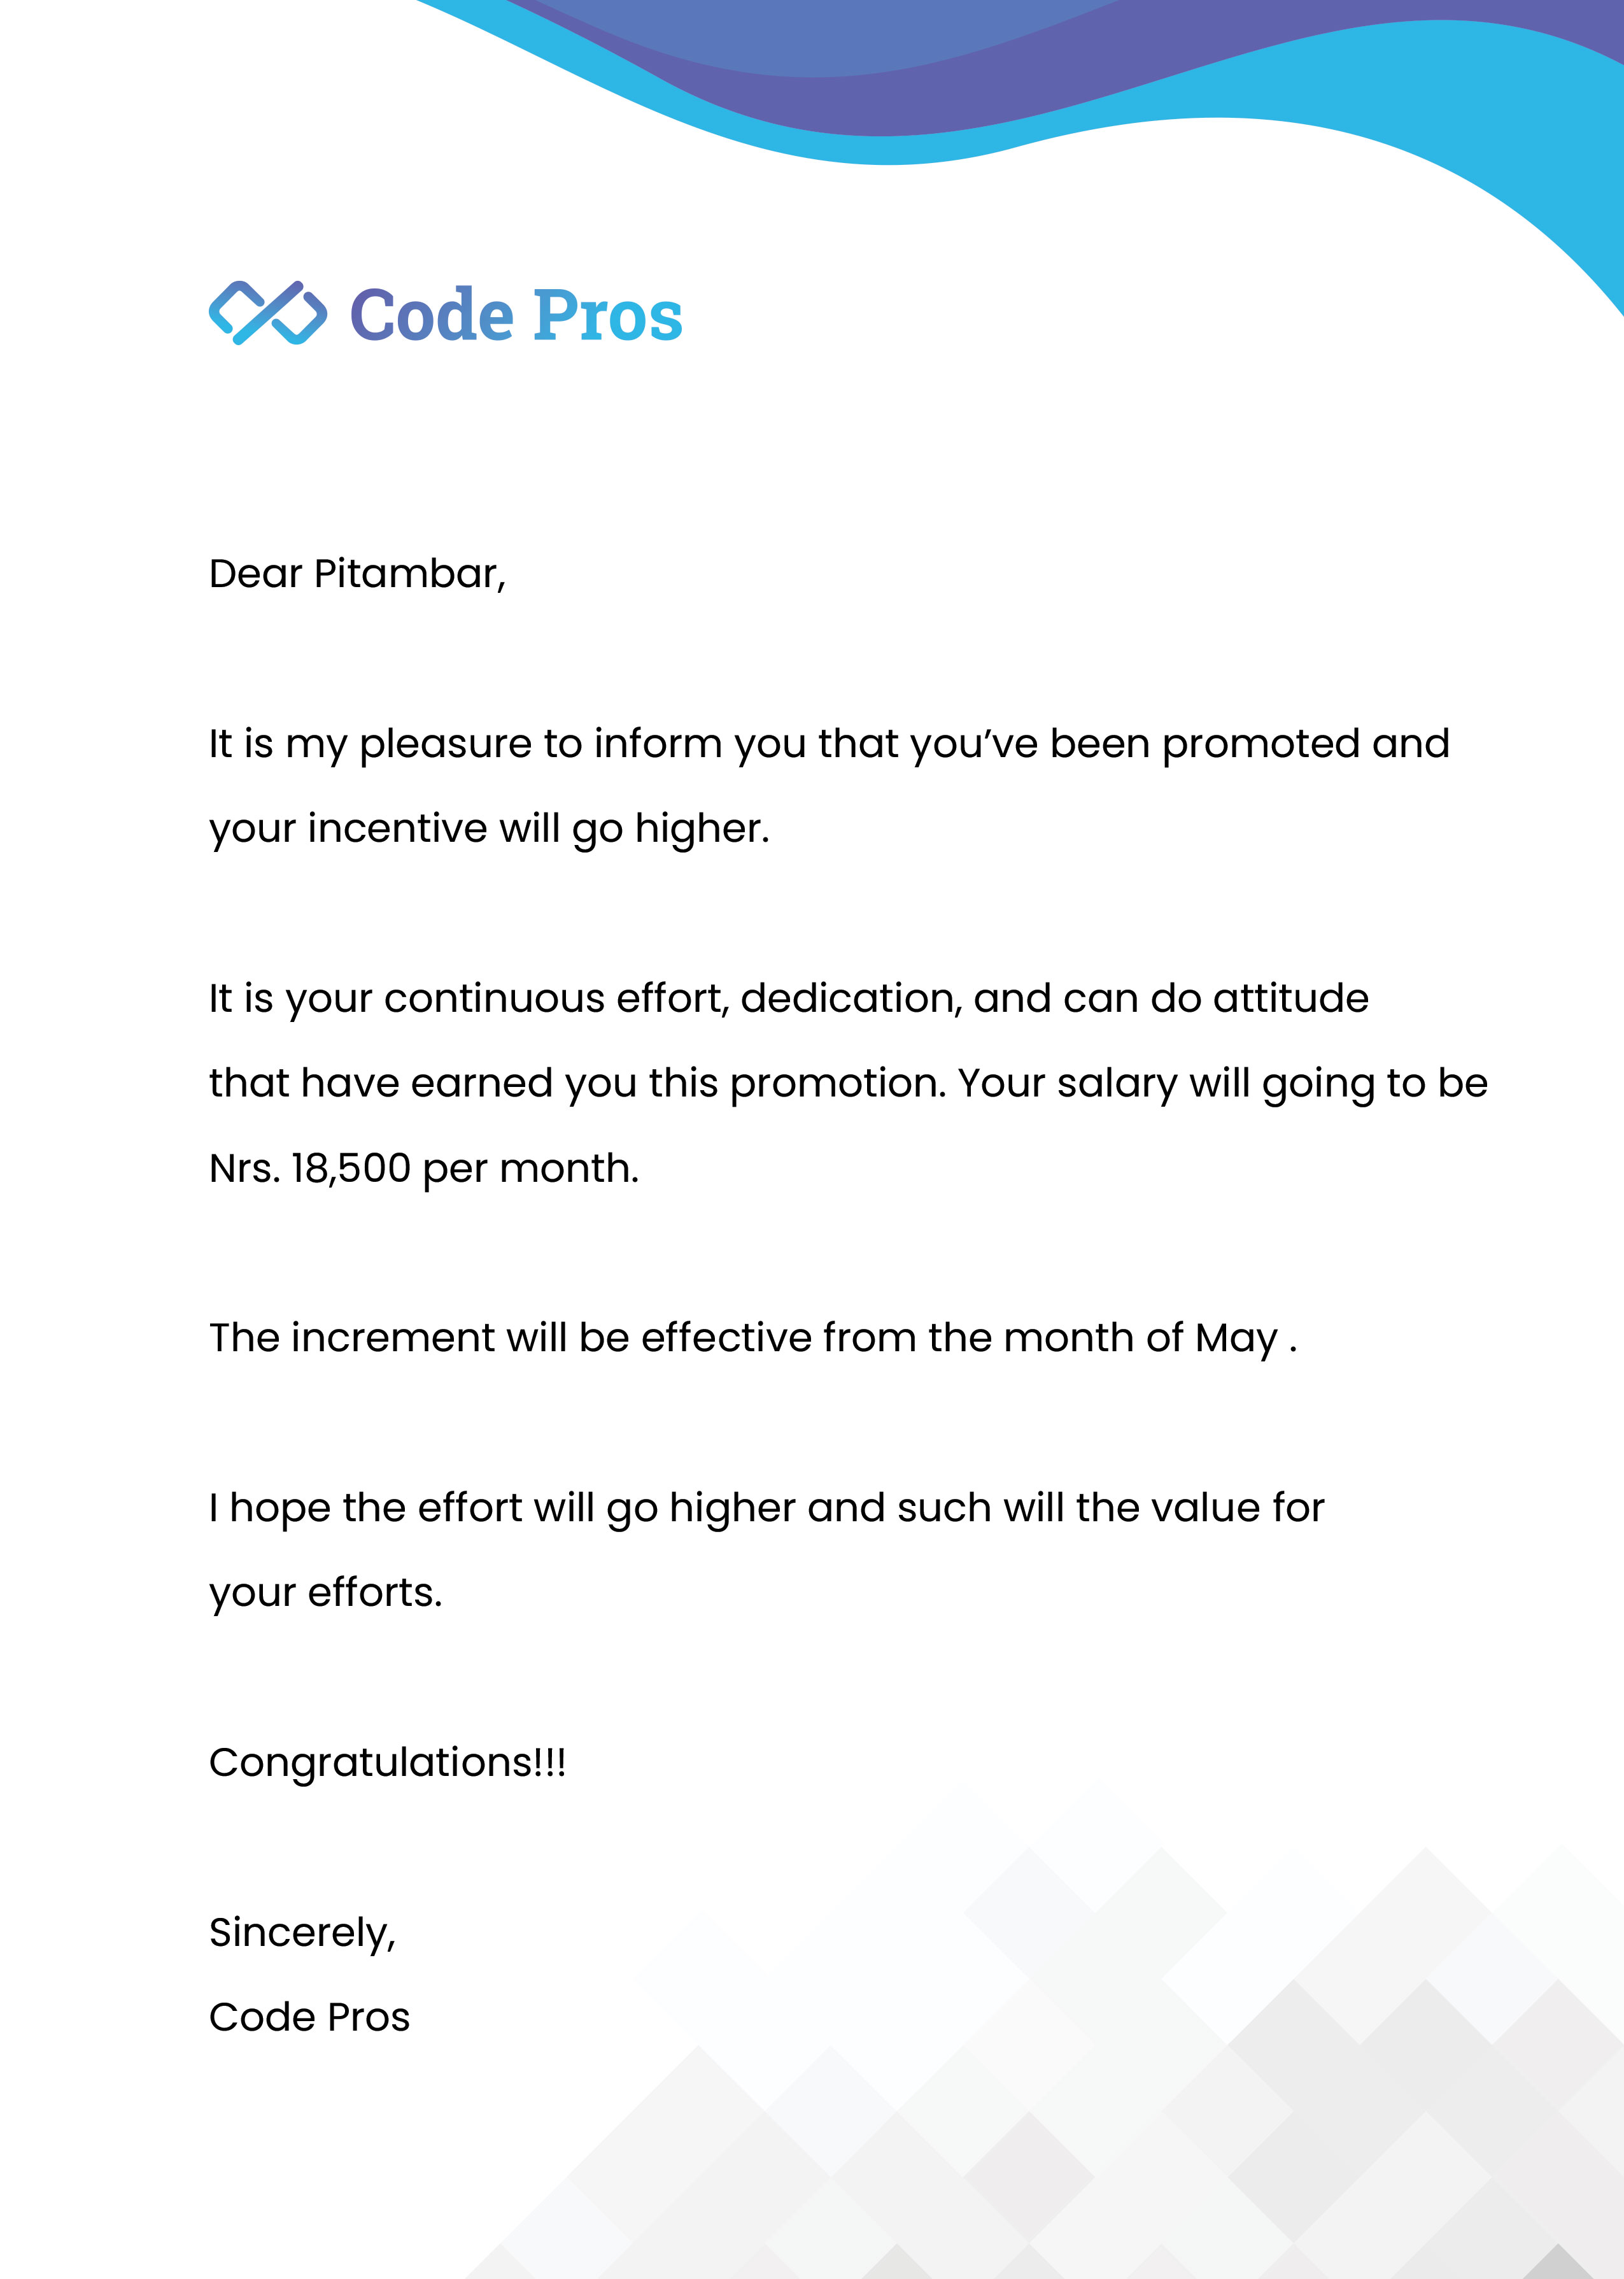 Code Pros
Dear Pitambar,
It is my pleasure to inform you that you’ve been promoted and
your incentive will go higher.
It is your continuous effort, dedication, and can do attitude
that have earned you this promotion. Your salary will going to be
Nrs. 18,500 per month.
The increment will be effective from the month of May .
I hope the effort will go higher and such will the value for
your efforts.
Congratulations!!!
Sincerely,
Code Pros